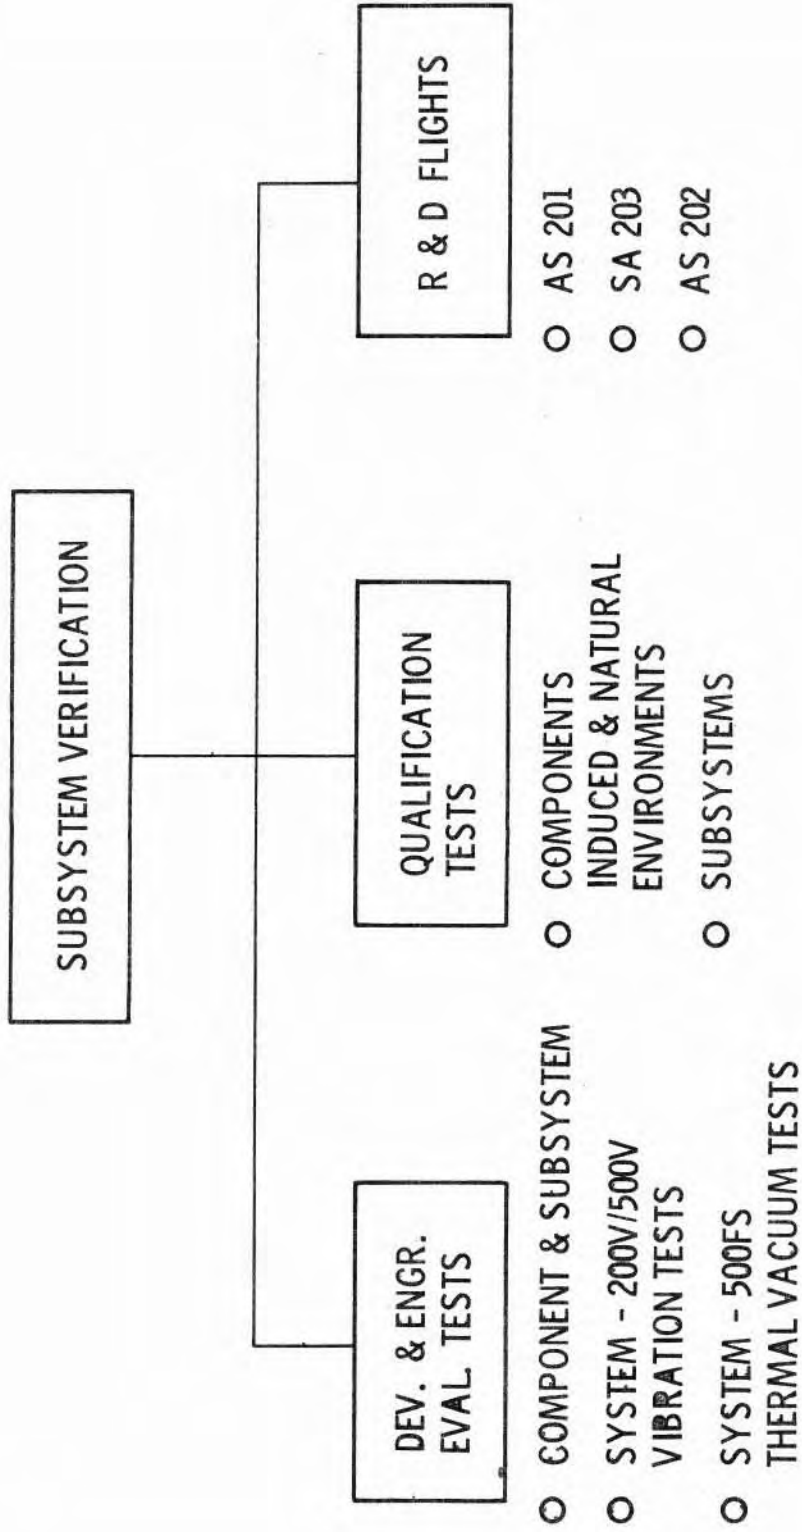 SUBSYSTEM VERIFICATION
DEV. & ENGR.
EVAL. TESTS
○ COMPONENT & SUBSYSTEM
○ SYSTEM - 200V/500V
VIBRATION TESTS
○ SYSTEM - 500FS
THERMAL VACUUM TESTS
QUALIFICATION
TESTS
○ COMPONENTS
INDUCED & NATURAL
ENVIRONMENTS
○ SUBSYSTEMS
R & D FLIGHTS
○ AS 201
○ SA 203
○ AS 202